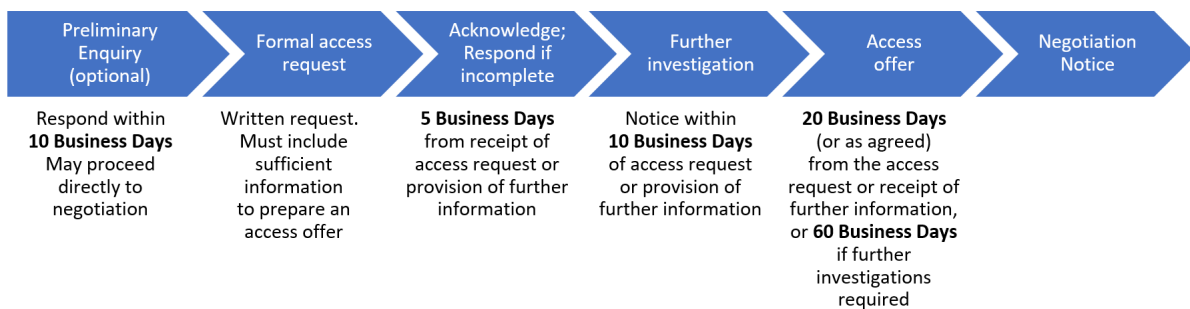 Preliminary
Enquiry
(optional)
Formal access
request
Acknowledge;
Respond if
incomplete
Further
investigation
Access
offer
Negotiation
Notice
Respond within
10 Business Days
May proceed
directly to
negotiation
Written request.
Must include
sufficient
information
to prepare an
access offer
5 Business Days
from receipt of
access request or
provision of further
information
Notice within
10 Business Days
of access request
or provision of
further information
20 Business Days
(or as agreed)
from the access
request or receipt of
further information,
or 60 Business Days
if further
investigations
required